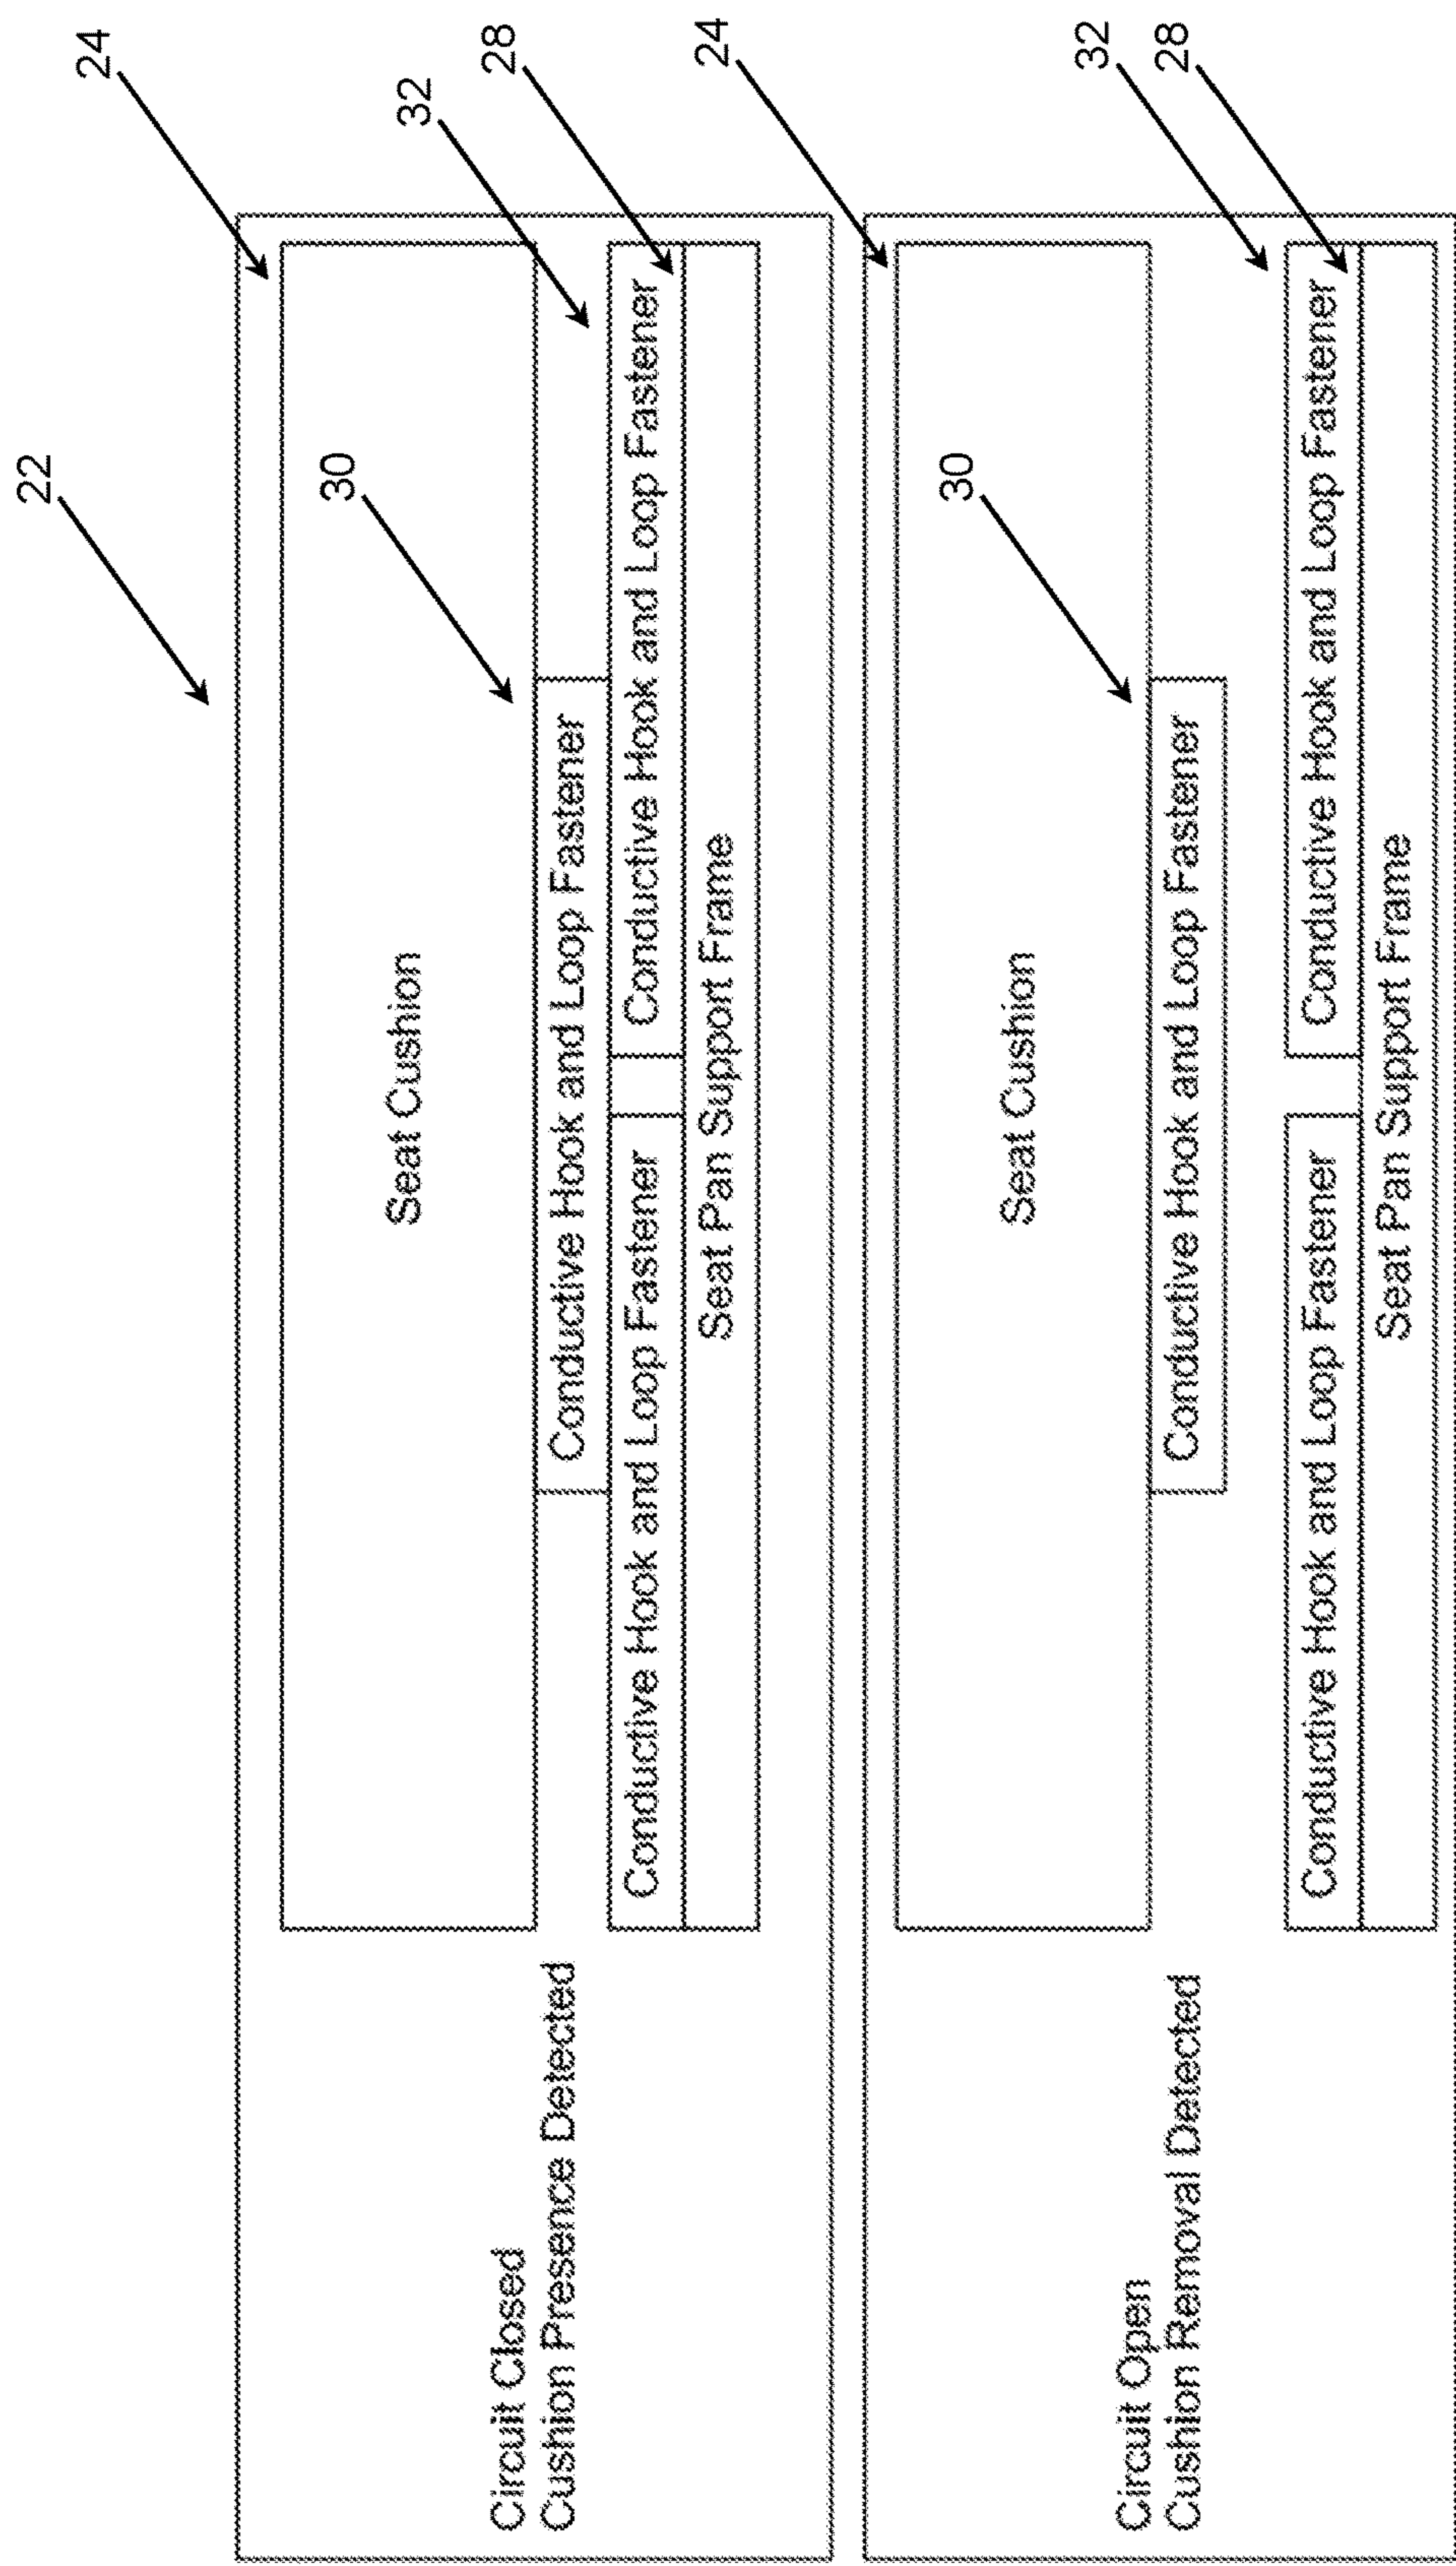 22
24
30
32
28
Circuit Closed
Cushion Presence Detected
Seat Cushion
Conductive Hook and Loop Fastener
Conductive Hook and Loop Fastener
Conductive Hook and Loop Fastener
Seat Pan Support Frame
24
30
32
28
Circuit Open
Cushion Removal Detected
Seat Cushion
Conductive Hook and Loop Fastener
Conductive Hook and Loop Fastener
Conductive Hook and Loop Fastener
Seat Pan Support Frame